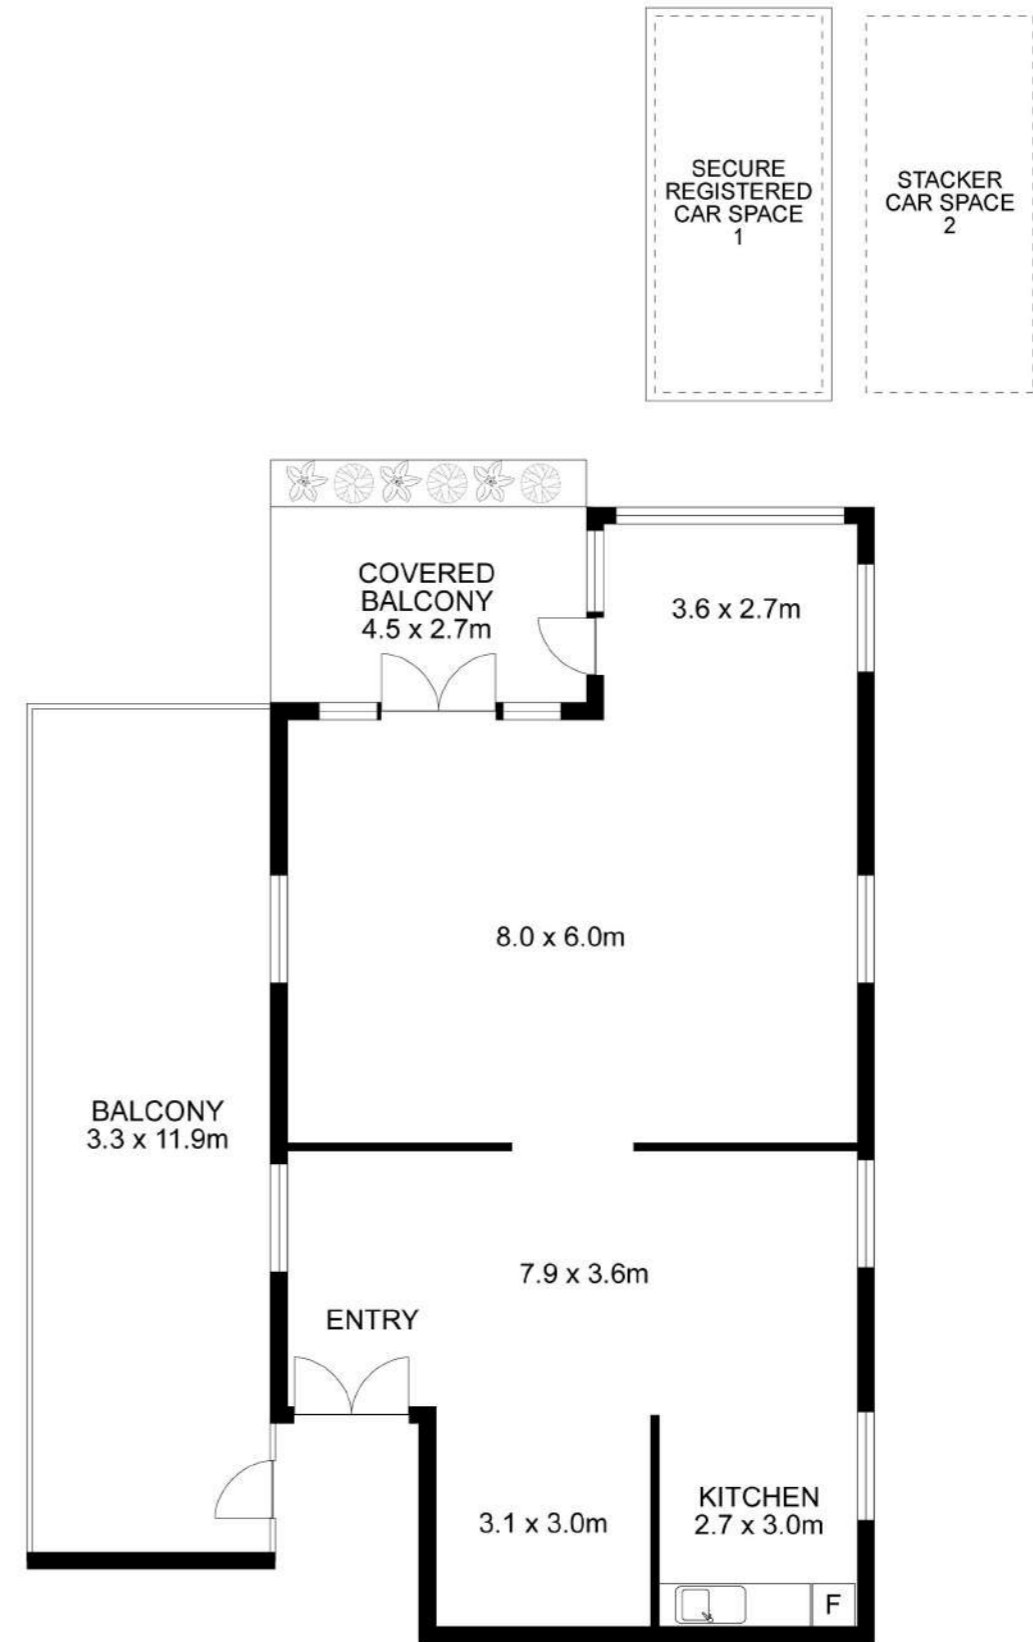 SECURE
REGISTERED
CAR SPACE
1
STACKER
CAR SPACE
2
COVERED
BALCONY
4.5 x 2.7m
3.6 x 2.7m
8.0 x 6.0m
BALCONY
3.3 x 11.9m
7.9 x 3.6m
ENTRY
3.1 x 3.0m
KITCHEN
2.7 x 3.0m
F